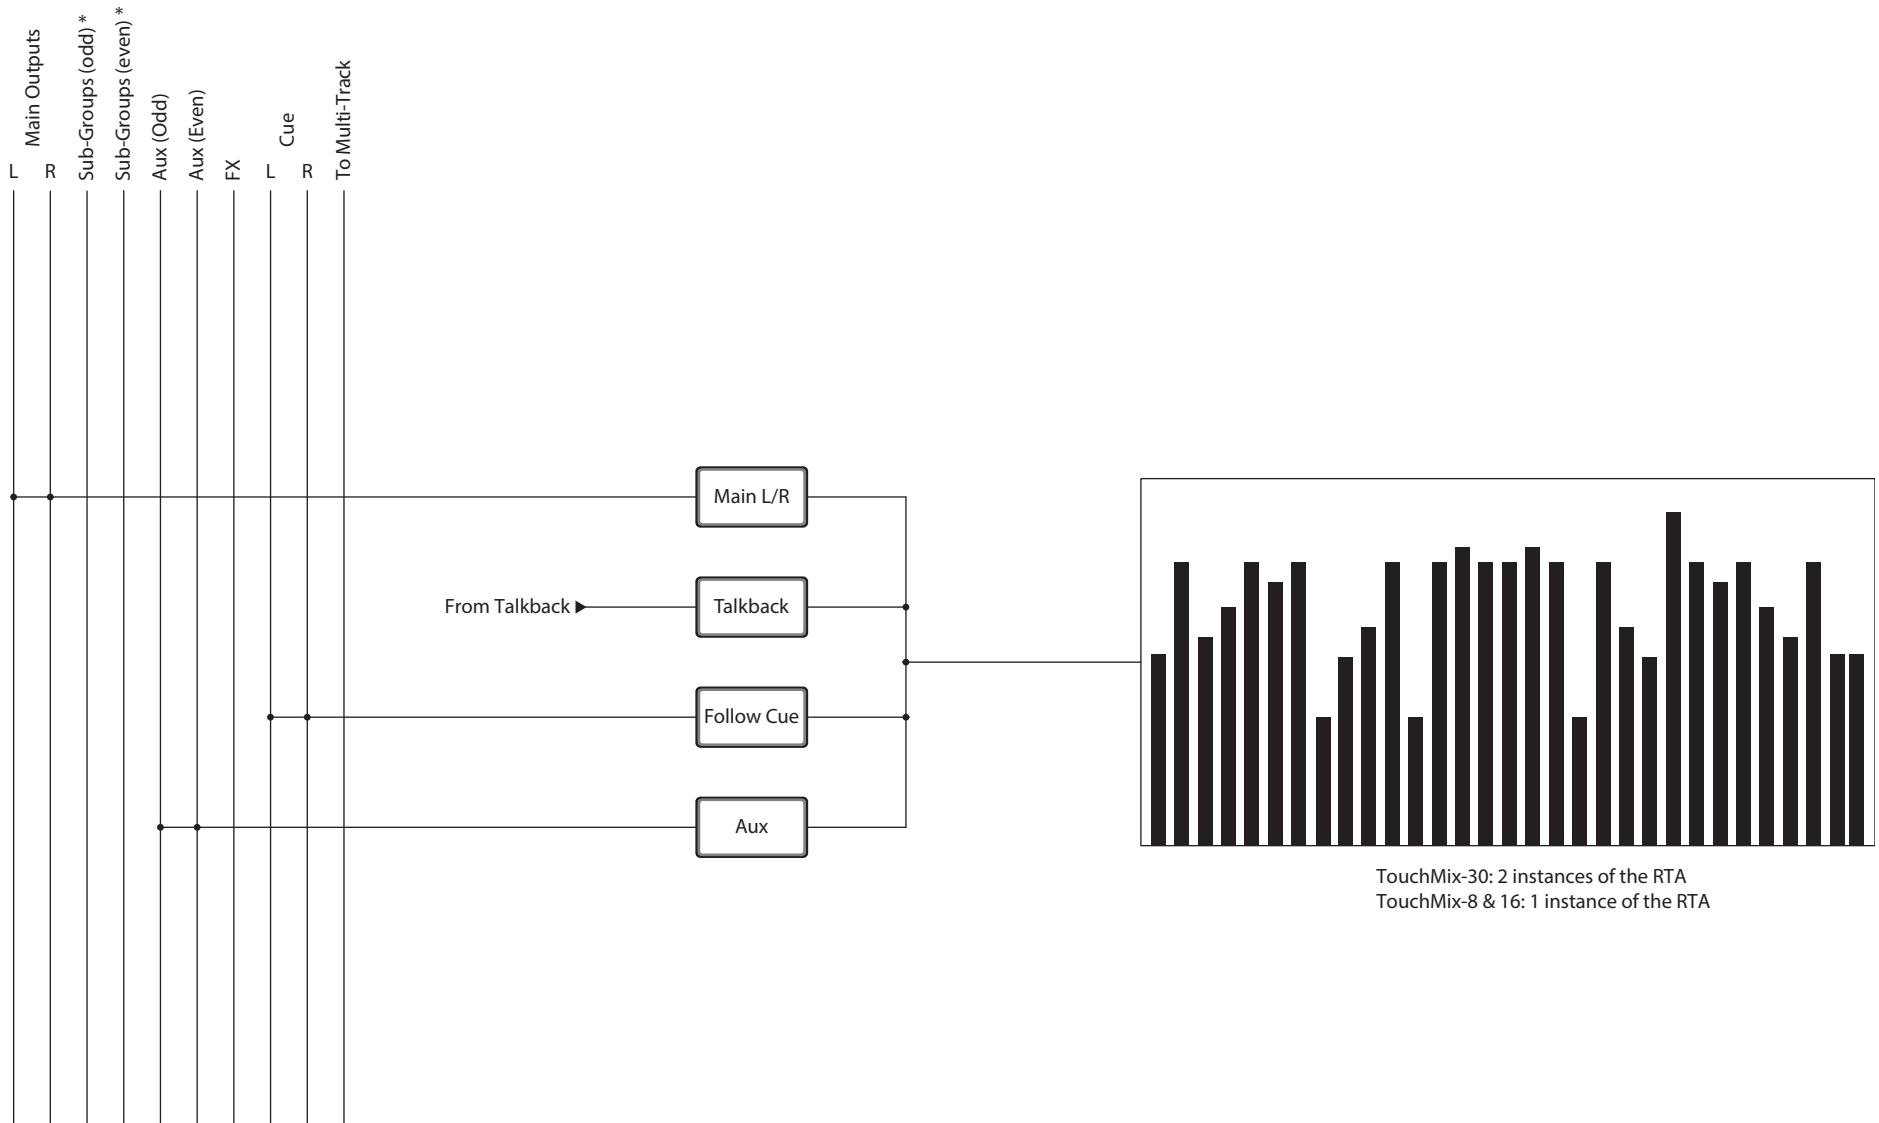 Main Outputs
L
R
Sub-Groups (odd) *
Sub-Groups (even) *
Aux (Odd)
Aux (Even)
FX
Cue
L
R
To Multi-Track
Main L/R
From Talkback
Talkback
Follow Cue
Aux
TouchMix-30: 2 instances of the RTA
TouchMix-8 & 16: 1 instance of the RTA